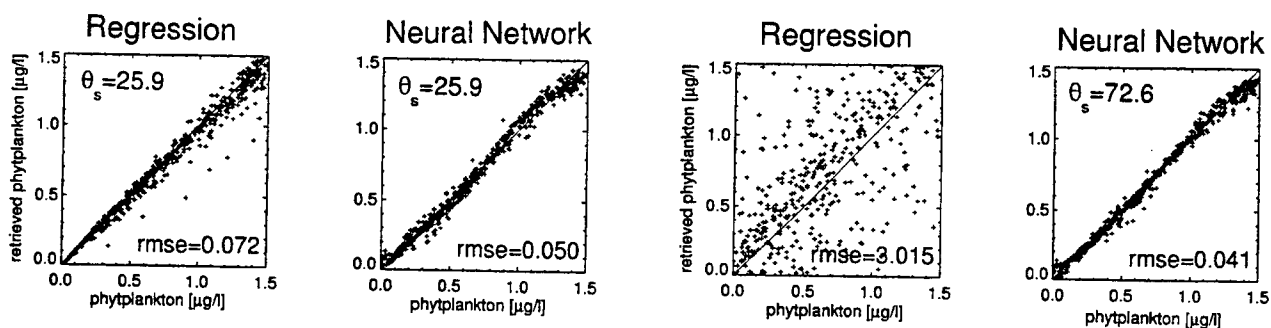 Regression
retrieved phytplankton [µg/l]
1.5
1.0
0.5
0.0
θs=25.9
rmse=0.072
0.0 0.5 1.0 1.5
phytplankton [µg/l]
Neural Network
1.5
1.0
0.5
0.0
θs=25.9
rmse=0.050
0.0 0.5 1.0 1.5
phytplankton [µg/l]
Regression
retrieved phytplankton [µg/l]
1.5
1.0
0.5
0.0
rmse=3.015
0.0 0.5 1.0 1.5
phytplankton [µg/l]
Neural Network
1.5
1.0
0.5
0.0
θs=72.6
rmse=0.041
0.0 0.5 1.0 1.5
phytplankton [µg/l]